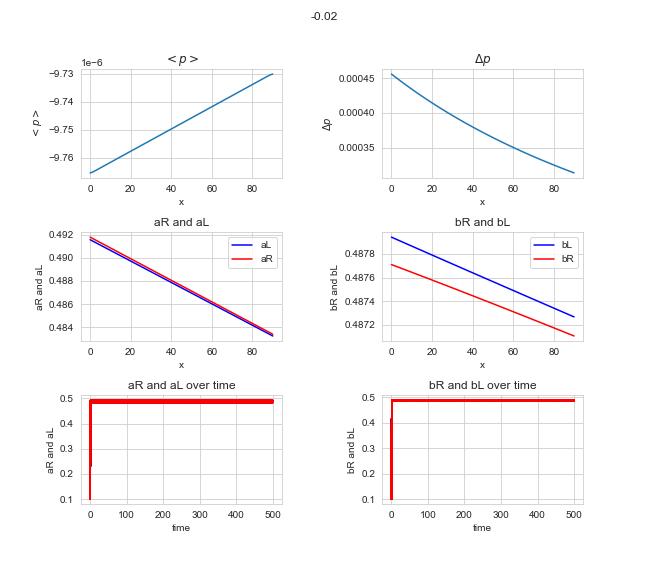 -0.02
< p >
1e−6
−9.73
−9.74
−9.75
−9.76
< p >
0 20 40 60 80
x
Δp
0.00045
0.00040
0.00035
Δp
0 20 40 60 80
x
aR and aL
0.492
0.490
0.488
0.486
0.484
aR and aL
aL
aR
0 20 40 60 80
x
bR and bL
0.4878
0.4876
0.4874
0.4872
bR and bL
bL
bR
0 20 40 60 80
x
aR and aL over time
0.5
0.4
0.3
0.2
0.1
aR and aL
0 100 200 300 400 500
time
bR and bL over time
0.5
0.4
0.3
0.2
0.1
bR and bL
0 100 200 300 400 500
time